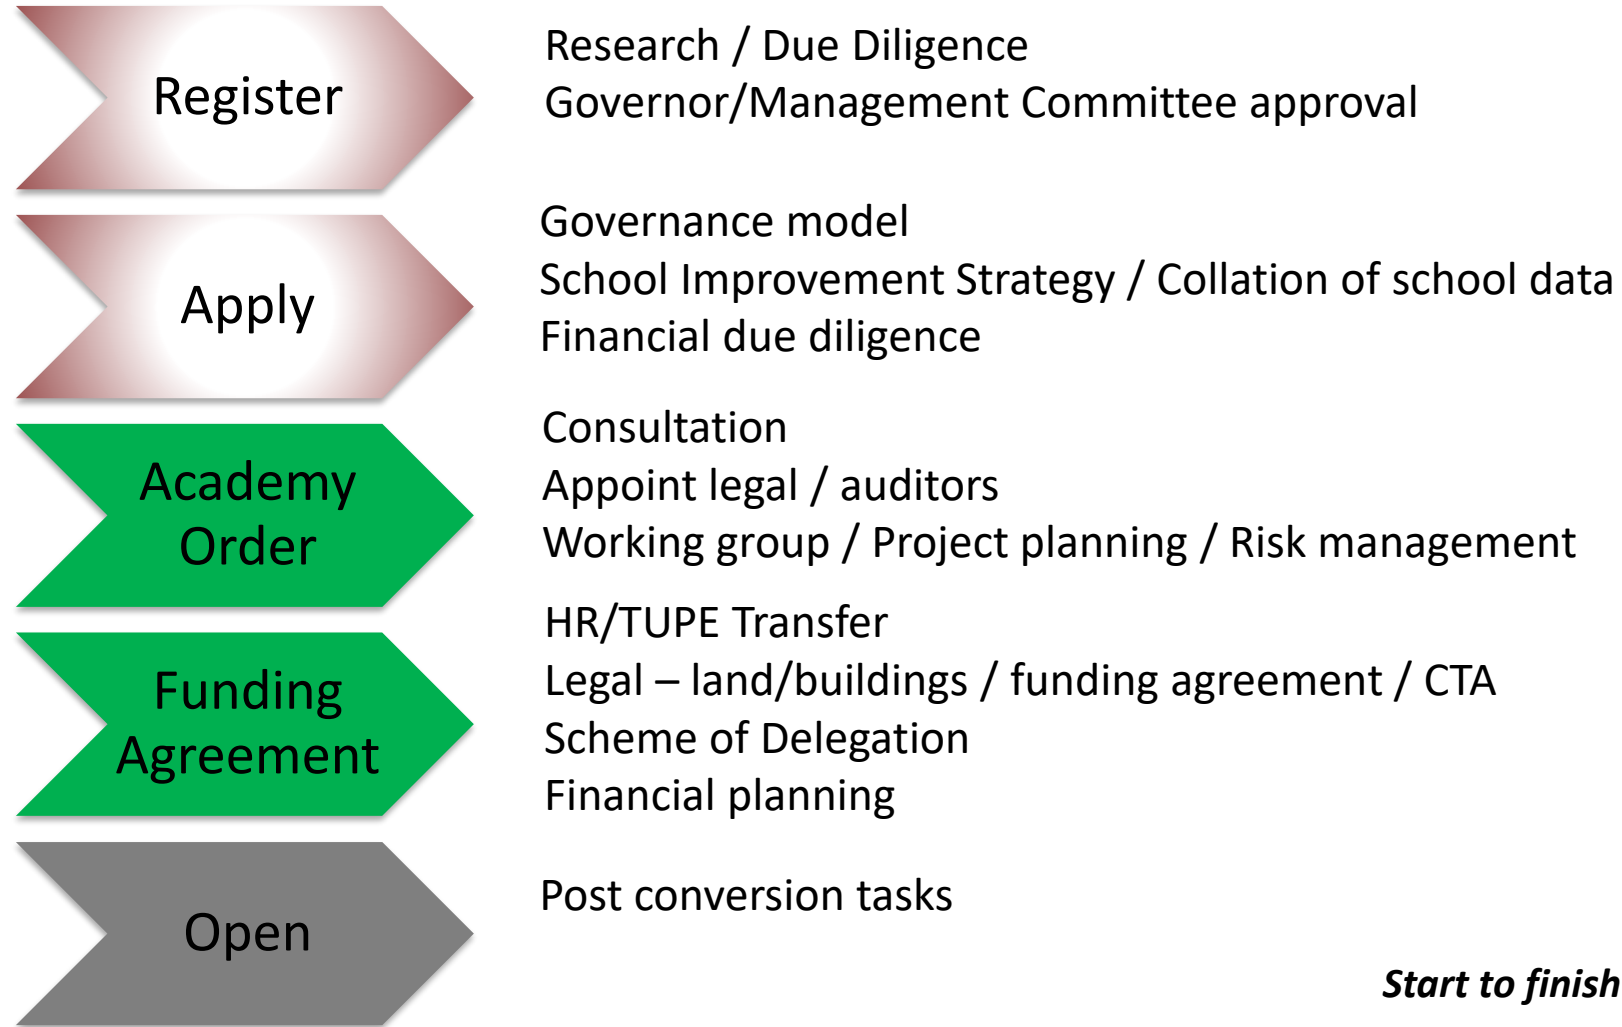 Register
Research / Due Diligence
Governor/Management Committee approval
Apply
Governance model
School Improvement Strategy / Collation of school data
Financial due diligence
Academy
Order
Consultation
Appoint legal / auditors
Working group / Project planning / Risk management
Funding
Agreement
HR/TUPE Transfer
Legal – land/buildings / funding agreement / CTA
Scheme of Delegation
Financial planning
Open
Post conversion tasks
Start to finish